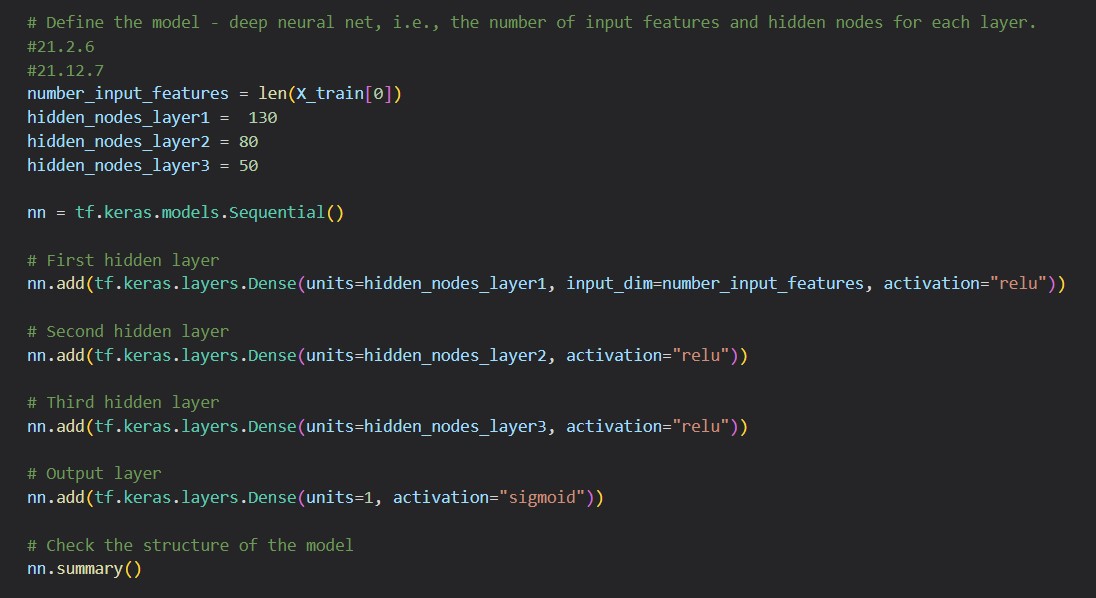 # Define the model - deep neural net, i.e., the number of input features and hidden nodes for each layer.
#21.2.6
#21.12.7
number_input_features = len(X_train[0])
hidden_nodes_layer1 =  130
hidden_nodes_layer2 = 80
hidden_nodes_layer3 = 50
nn = tf.keras.models.Sequential()
# First hidden layer
nn.add(tf.keras.layers.Dense(units=hidden_nodes_layer1, input_dim=number_input_features, activation="relu"))
# Second hidden layer
nn.add(tf.keras.layers.Dense(units=hidden_nodes_layer2, activation="relu"))
# Third hidden layer
nn.add(tf.keras.layers.Dense(units=hidden_nodes_layer3, activation="relu"))
# Output layer
nn.add(tf.keras.layers.Dense(units=1, activation="sigmoid"))
# Check the structure of the model
nn.summary()